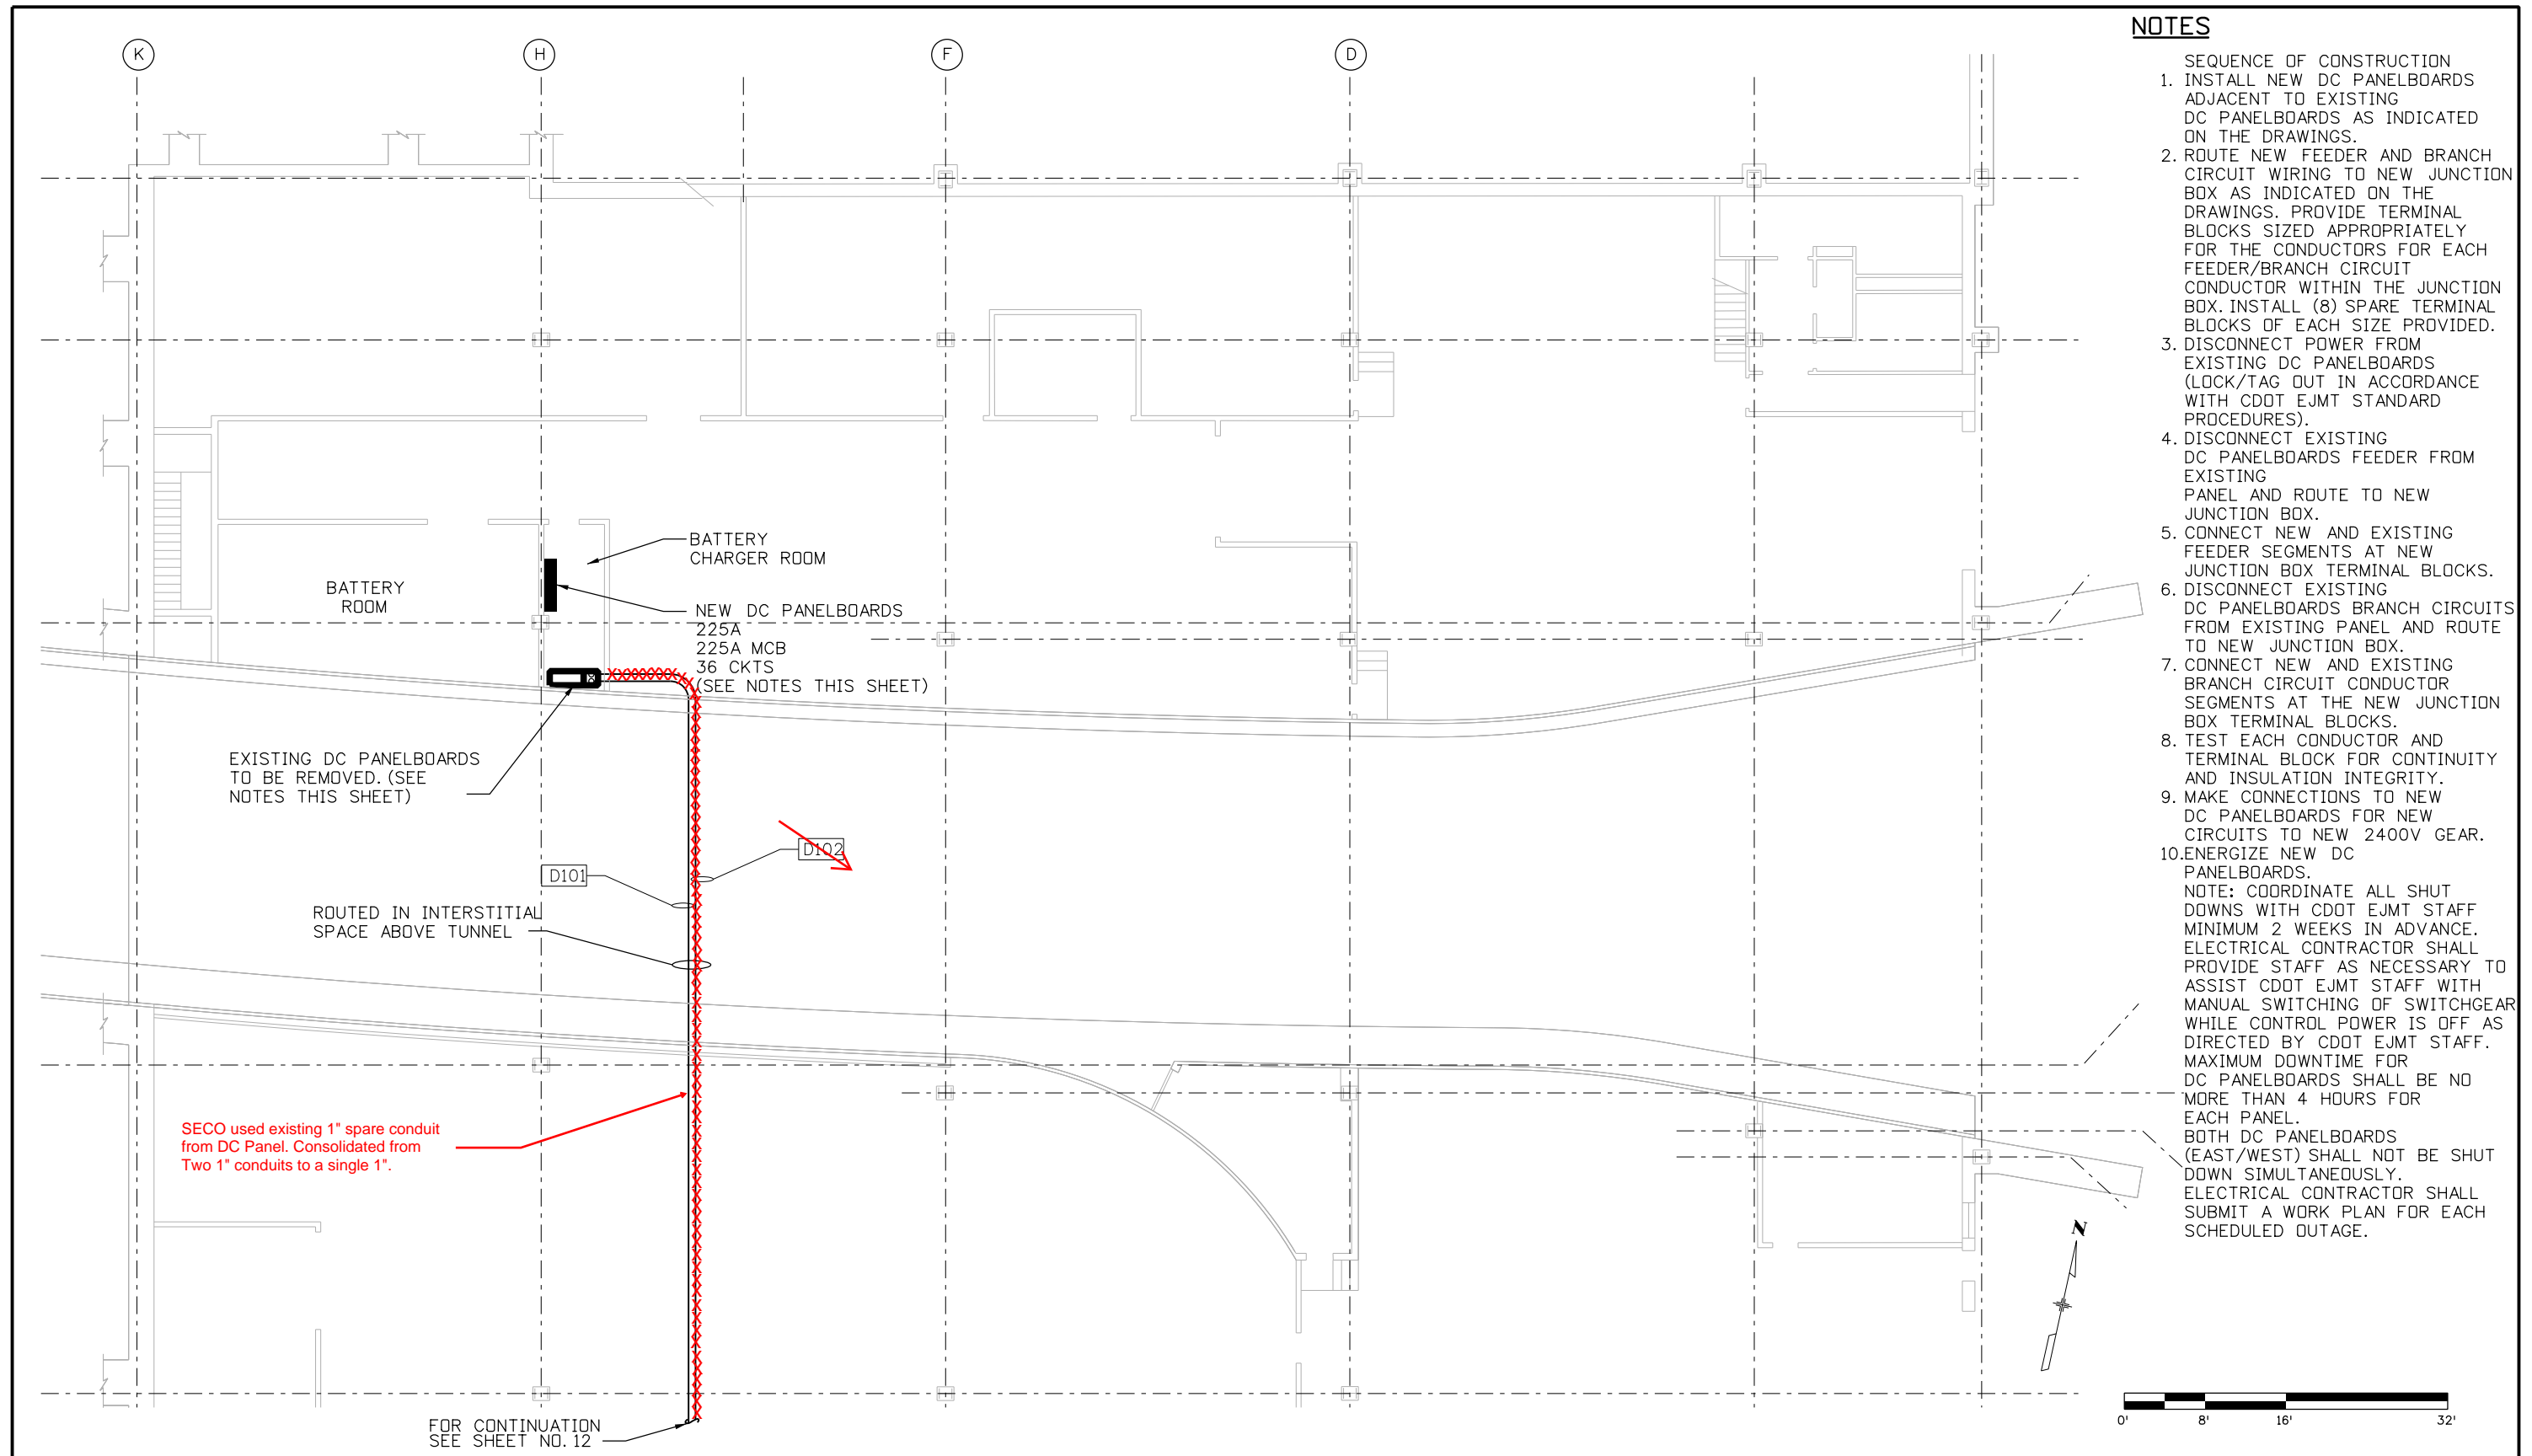 K
H
F
D
BATTERY
CHARGER ROOM
BATTERY
ROOM
NEW DC PANELBOARDS
225A
225A MCB
36 CKTS
(SEE NOTES THIS SHEET)
EXISTING DC PANELBOARDS
TO BE REMOVED. (SEE
NOTES THIS SHEET)
D102
D101
ROUTED IN INTERSTITIAL
SPACE ABOVE TUNNEL
SECO used existing 1" spare conduit
from DC Panel. Consolidated from
Two 1" conduits to a single 1".
FOR CONTINUATION
SEE SHEET NO. 12
NOTES
SEQUENCE OF CONSTRUCTION
1. INSTALL NEW DC PANELBOARDS
ADJACENT TO EXISTING
DC PANELBOARDS AS INDICATED
ON THE DRAWINGS.
2. ROUTE NEW FEEDER AND BRANCH
CIRCUIT WIRING TO NEW JUNCTION
BOX AS INDICATED ON THE
DRAWINGS. PROVIDE TERMINAL
BLOCKS SIZED APPROPRIATELY
FOR THE CONDUCTORS FOR EACH
FEEDER/BRANCH CIRCUIT
CONDUCTOR WITHIN THE JUNCTION
BOX. INSTALL (8) SPARE TERMINAL
BLOCKS OF EACH SIZE PROVIDED.
3. DISCONNECT POWER FROM
EXISTING DC PANELBOARDS
(LOCK/TAG OUT IN ACCORDANCE
WITH CDOT EJMT STANDARD
PROCEDURES).
4. DISCONNECT EXISTING
DC PANELBOARDS FEEDER FROM
EXISTING
PANEL AND ROUTE TO NEW
JUNCTION BOX.
5. CONNECT NEW AND EXISTING
FEEDER SEGMENTS AT NEW
JUNCTION BOX TERMINAL BLOCKS.
6. DISCONNECT EXISTING
DC PANELBOARDS BRANCH CIRCUITS
FROM EXISTING PANEL AND ROUTE
TO NEW JUNCTION BOX.
7. CONNECT NEW AND EXISTING
BRANCH CIRCUIT CONDUCTOR
SEGMENTS AT THE NEW JUNCTION
BOX TERMINAL BLOCKS.
8. TEST EACH CONDUCTOR AND
TERMINAL BLOCK FOR CONTINUITY
AND INSULATION INTEGRITY.
9. MAKE CONNECTIONS TO NEW
DC PANELBOARDS FOR NEW
CIRCUITS TO NEW 2400V GEAR.
10.ENERGIZE NEW DC
PANELBOARDS.
NOTE: COORDINATE ALL SHUT
DOWNS WITH CDOT EJMT STAFF
MINIMUM 2 WEEKS IN ADVANCE.
ELECTRICAL CONTRACTOR SHALL
PROVIDE STAFF AS NECESSARY TO
ASSIST CDOT EJMT STAFF WITH
MANUAL SWITCHING OF SWITCHGEAR
WHILE CONTROL POWER IS OFF AS
DIRECTED BY CDOT EJMT STAFF.
MAXIMUM DOWNTIME FOR
DC PANELBOARDS SHALL BE NO
MORE THAN 4 HOURS FOR
EACH PANEL.
BOTH DC PANELBOARDS
(EAST/WEST) SHALL NOT BE SHUT
DOWN SIMULTANEOUSLY.
ELECTRICAL CONTRACTOR SHALL
SUBMIT A WORK PLAN FOR EACH
SCHEDULED OUTAGE.
N
0' 8' 16' 32'